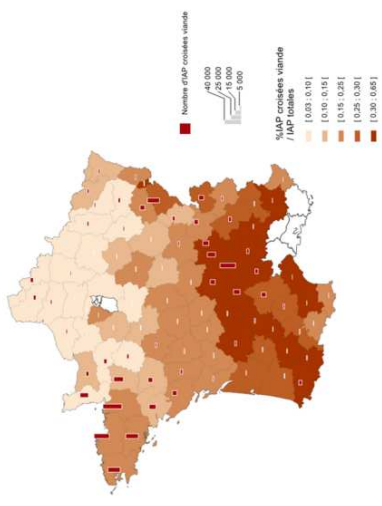 Nombre d'IAP croisées viande
40 000
25 000
15 000
5 000
%IAP croisées viande
/ IAP totales
[ 0,03 ; 0,10 [
[ 0,10 ; 0,15 [
[ 0,15 ; 0,25 [
[ 0,25 ; 0,30 [
[ 0,30 ; 0,65 [